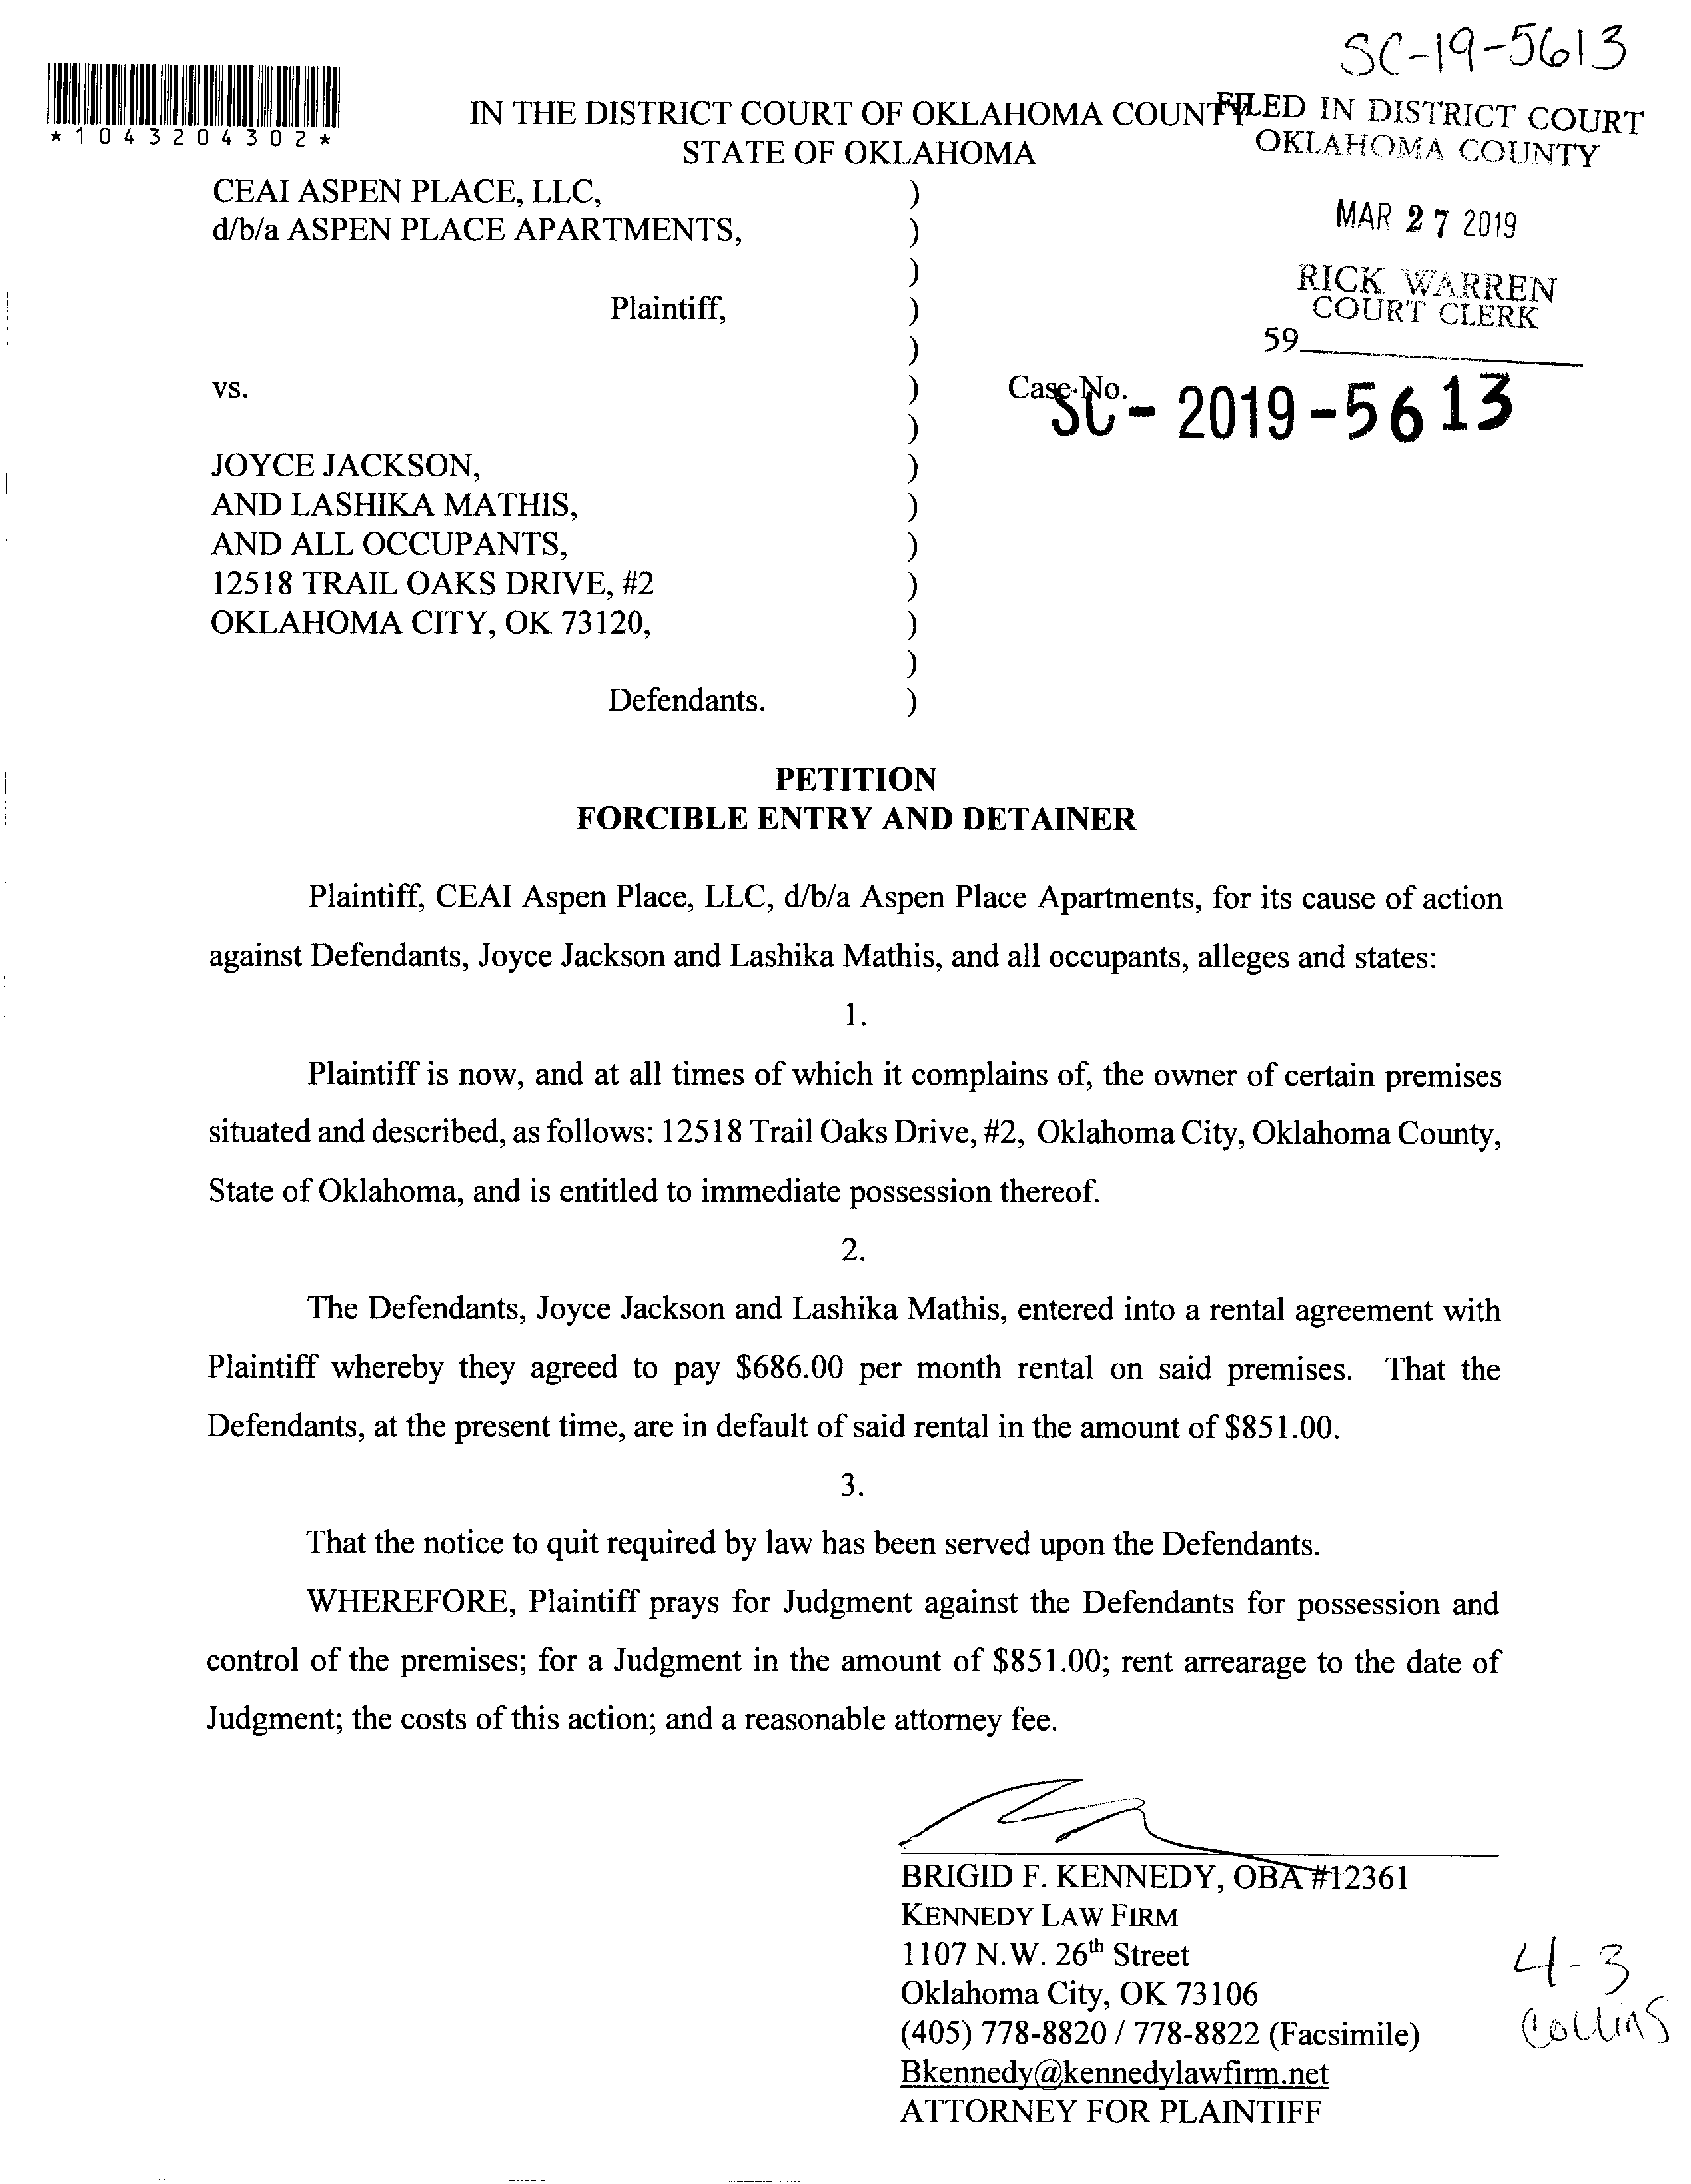 SC-19-5613
*1043204302*
IN THE DISTRICT COURT OF OKLAHOMA COUNTY
STATE OF OKLAHOMA
FILED IN DISTRICT COURT
OKLAHOMA COUNTY
MAR 27 2019
RICK WARREN
COURT CLERK
59
CEAI ASPEN PLACE, LLC, )
d/b/a ASPEN PLACE APARTMENTS, )
)
Plaintiff, )
)
vs. ) Case No. SC - 2019 - 5613
)
JOYCE JACKSON, )
AND LASHIKA MATHIS, )
AND ALL OCCUPANTS, )
12518 TRAIL OAKS DRIVE, #2 )
OKLAHOMA CITY, OK 73120, )
)
Defendants. )
PETITION
FORCIBLE ENTRY AND DETAINER
Plaintiff, CEAI Aspen Place, LLC, d/b/a Aspen Place Apartments, for its cause of action
against Defendants, Joyce Jackson and Lashika Mathis, and all occupants, alleges and states:
1.
Plaintiff is now, and at all times of which it complains of, the owner of certain premises
situated and described, as follows: 12518 Trail Oaks Drive, #2, Oklahoma City, Oklahoma County,
State of Oklahoma, and is entitled to immediate possession thereof.
2.
The Defendants, Joyce Jackson and Lashika Mathis, entered into a rental agreement with
Plaintiff whereby they agreed to pay $686.00 per month rental on said premises. That the
Defendants, at the present time, are in default of said rental in the amount of $851.00.
3.
That the notice to quit required by law has been served upon the Defendants.
WHEREFORE, Plaintiff prays for Judgment against the Defendants for possession and
control of the premises; for a Judgment in the amount of $851.00; rent arrearage to the date of
Judgment; the costs of this action; and a reasonable attorney fee.
BRIGID F. KENNEDY, OBA #12361
KENNEDY LAW FIRM
1107 N.W. 26th Street
Oklahoma City, OK 73106
(405) 778-8820 / 778-8822 (Facsimile)
Bkennedy@kennedylawfirm.net
ATTORNEY FOR PLAINTIFF
4-3
Collins